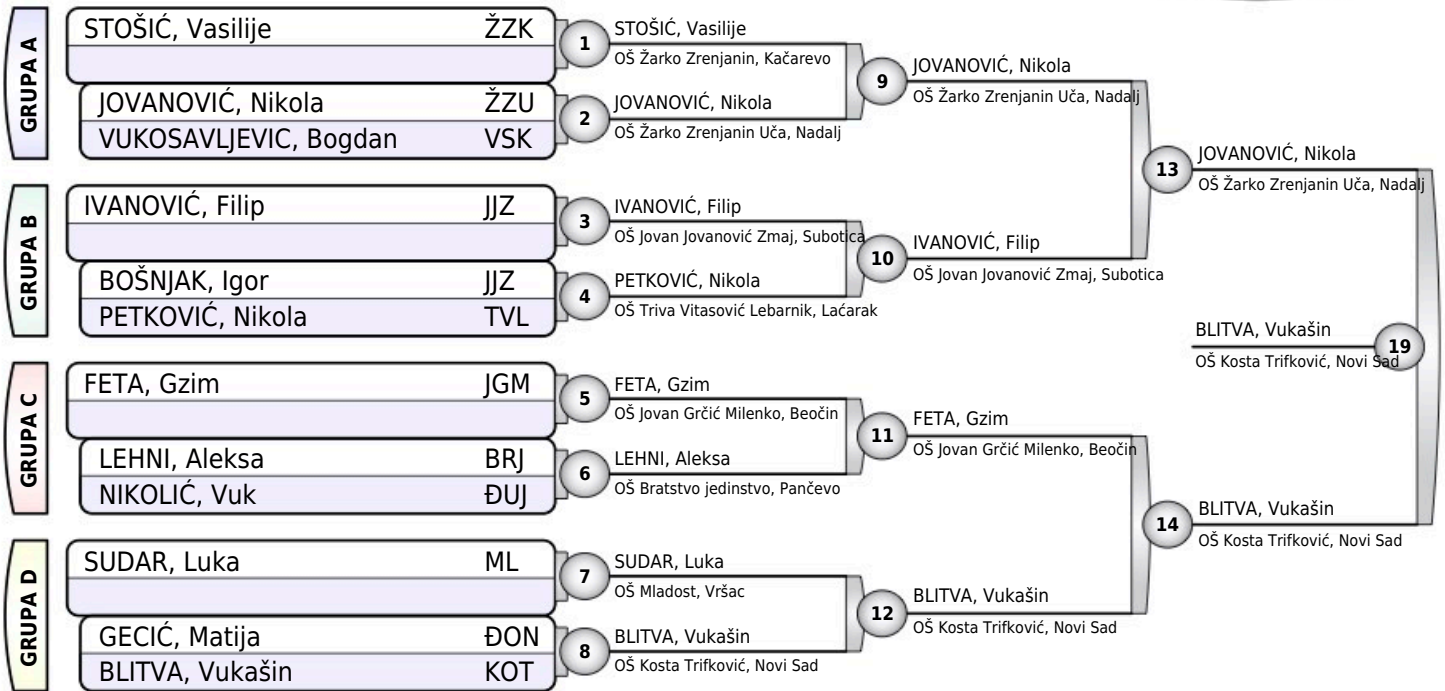 GRUPA A
STOŠIĆ, Vasilije ŽZK
JOVANOVIĆ, Nikola ŽZU
VUKOSAVLJEVIC, Bogdan VSK
GRUPA B
IVANOVIĆ, Filip JJZ
BOŠNJAK, Igor JJZ
PETKOVIĆ, Nikola TVL
GRUPA C
FETA, Gzim JGM
LEHNI, Aleksa BRJ
NIKOLIĆ, Vuk ĐUJ
GRUPA D
SUDAR, Luka ML
GECIĆ, Matija ĐON
BLITVA, Vukašin KOT
1
STOŠIĆ, Vasilije
OŠ Žarko Zrenjanin, Kačarevo
2
JOVANOVIĆ, Nikola
OŠ Žarko Zrenjanin Uča, Nadalj
3
IVANOVIĆ, Filip
OŠ Jovan Jovanović Zmaj, Subotica
4
PETKOVIĆ, Nikola
OŠ Triva Vitasović Lebarnik, Laćarak
5
FETA, Gzim
OŠ Jovan Grčić Milenko, Beočin
6
LEHNI, Aleksa
OŠ Bratstvo jedinstvo, Pančevo
7
SUDAR, Luka
OŠ Mladost, Vršac
8
BLITVA, Vukašin
OŠ Kosta Trifković, Novi Sad
9
JOVANOVIĆ, Nikola
OŠ Žarko Zrenjanin Uča, Nadalj
10
IVANOVIĆ, Filip
OŠ Jovan Jovanović Zmaj, Subotica
11
FETA, Gzim
OŠ Jovan Grčić Milenko, Beočin
12
BLITVA, Vukašin
OŠ Kosta Trifković, Novi Sad
13
JOVANOVIĆ, Nikola
OŠ Žarko Zrenjanin Uča, Nadalj
14
BLITVA, Vukašin
OŠ Kosta Trifković, Novi Sad
19
BLITVA, Vukašin
OŠ Kosta Trifković, Novi Sad